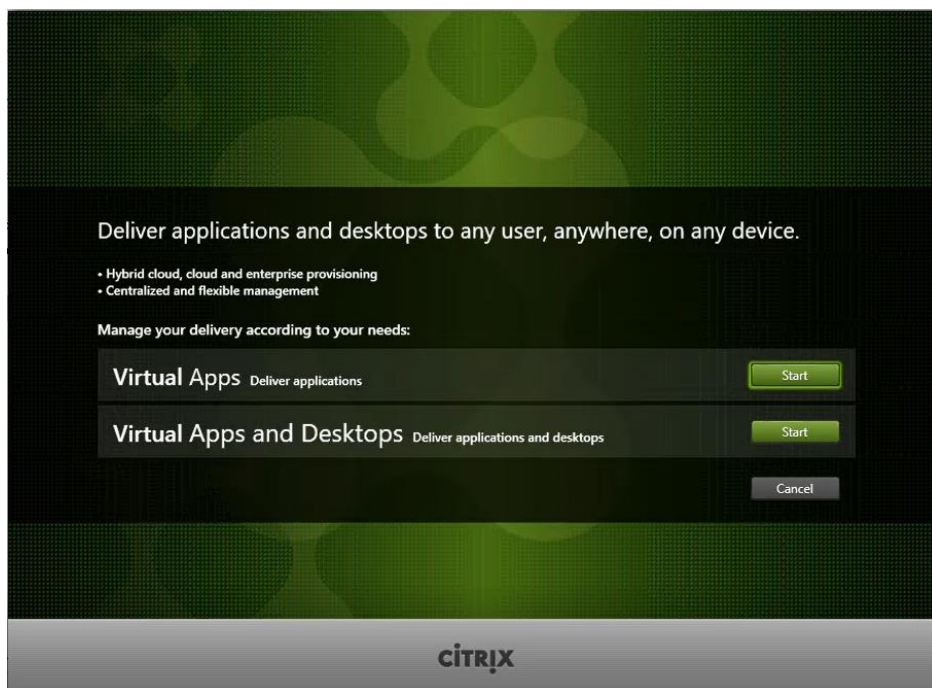 Deliver applications and desktops to any user, anywhere, on any device.
• Hybrid cloud, cloud and enterprise provisioning
• Centralized and flexible management
Manage your delivery according to your needs:
Virtual Apps Deliver applications Start
Virtual Apps and Desktops Deliver applications and desktops Start
Cancel
CİTRIX